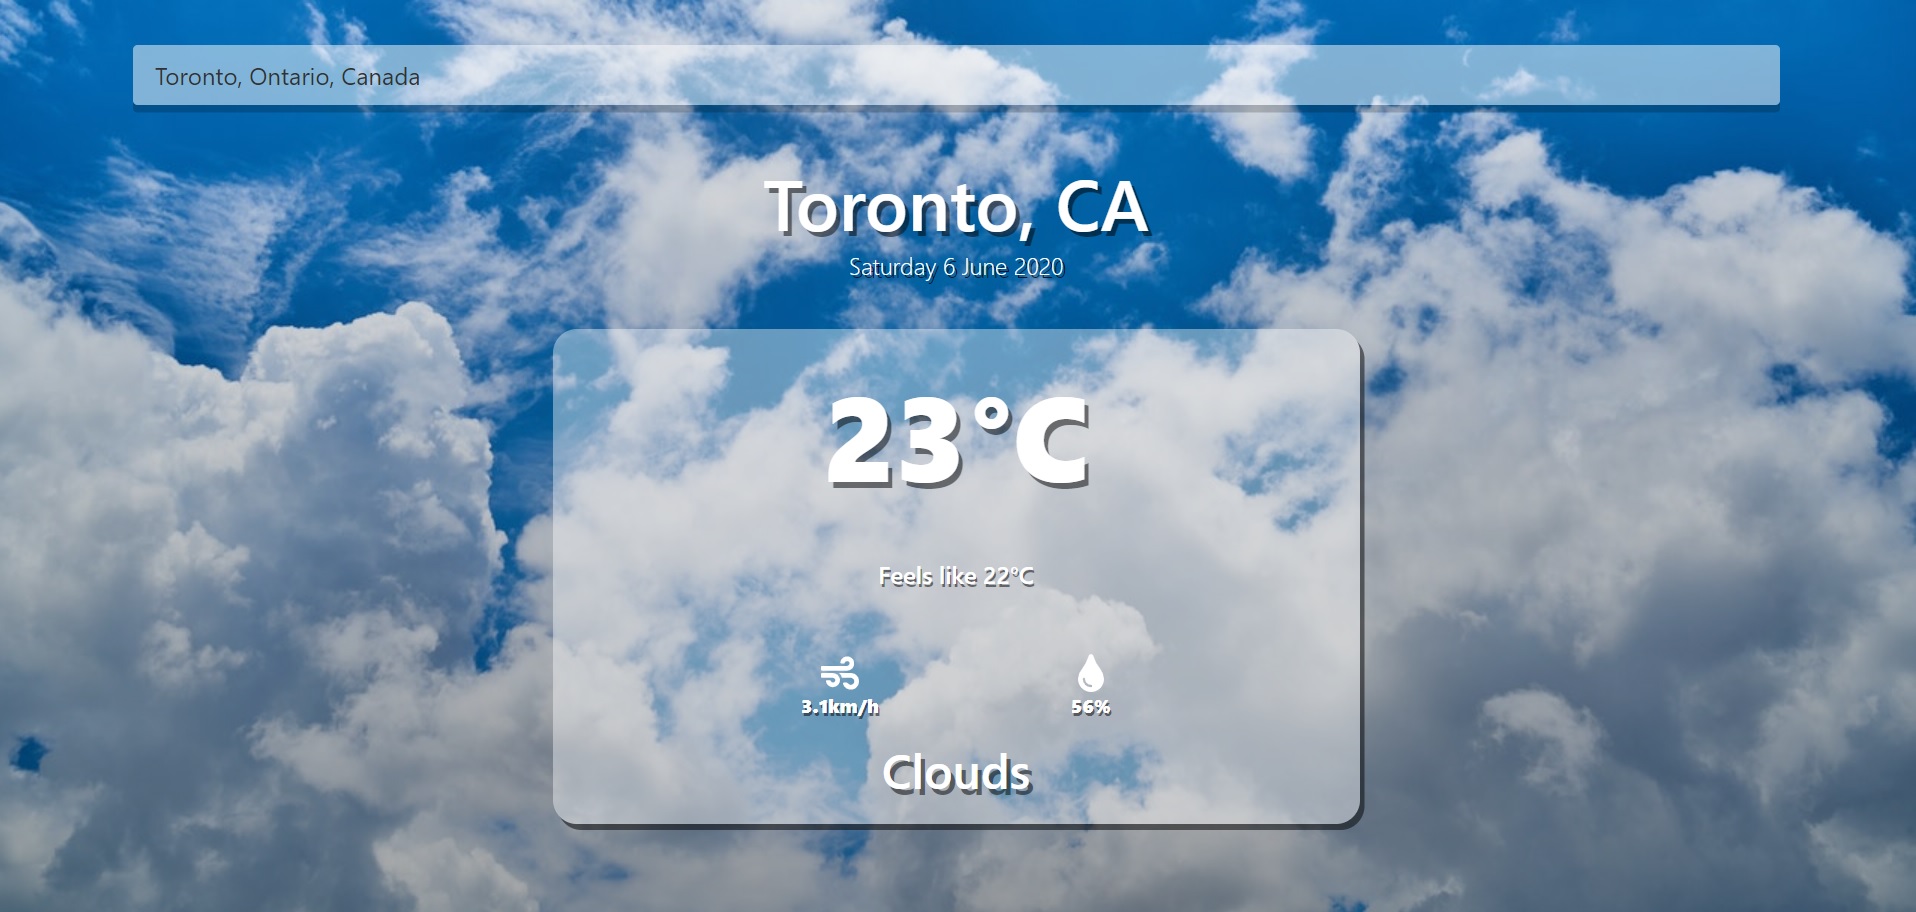 Toronto, Ontario, Canada
Toronto, CA
Saturday 6 June 2020
23°C
Feels like 22°C
3.1km/h 56%
Clouds